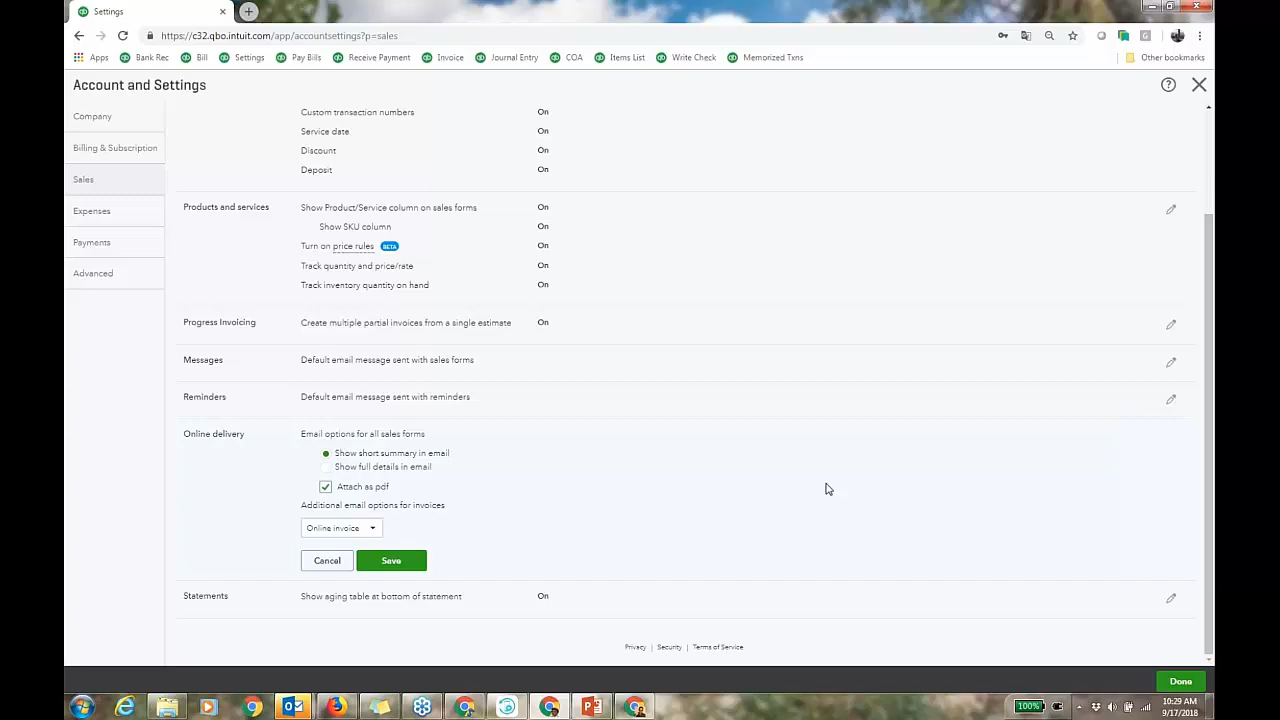 Settings
https://c32.qbo.intuit.com/app/accountsettings?p=sales
Apps Bank Rec Bill Settings Pay Bills Receive Payment Invoice Journal Entry COA Items List Write Check Memorized Txns Other bookmarks
Account and Settings
Company
Billing & Subscription
Sales
Expenses
Payments
Advanced
Custom transaction numbers On
Service date On
Discount On
Deposit On
Products and services Show Product/Service column on sales forms On
Show SKU column On
Turn on price rules BETA On
Track quantity and price/rate On
Track inventory quantity on hand On
Progress Invoicing Create multiple partial invoices from a single estimate On
Messages Default email message sent with sales forms
Reminders Default email message sent with reminders
Online delivery Email options for all sales forms
Show short summary in email
Show full details in email
Attach as pdf
Additional email options for invoices
Online invoice
Cancel Save
Statements Show aging table at bottom of statement On
Privacy | Security | Terms of Service
Done
100%
10:29 AM
9/17/2018